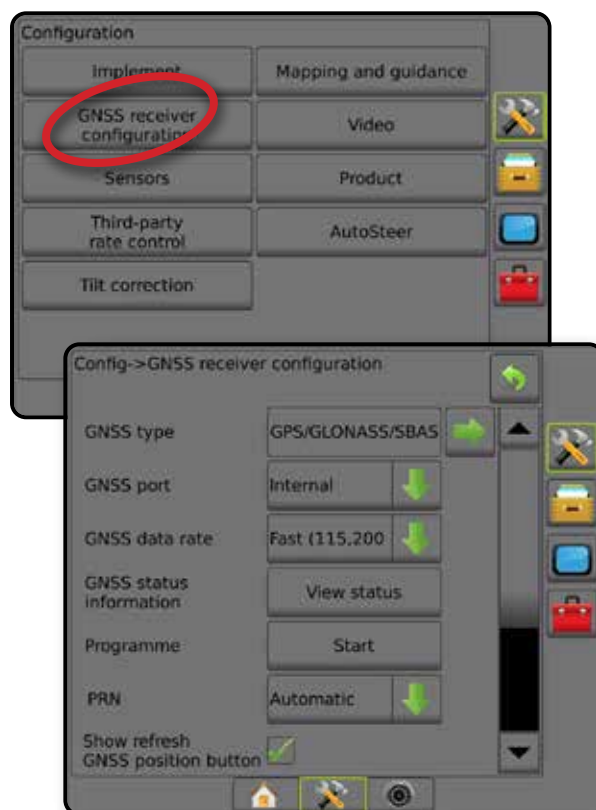 Configuration
Implement
Mapping and guidance
GNSS receiver
configuration
Video
Sensors
Product
Third-party
rate control
AutoSteer
Tilt correction
Config->GNSS receiver configuration
GNSS type
GPS/GLONASS/SBAS
GNSS port
Internal
GNSS data rate
Fast (115,200
GNSS status
information
View status
Programme
Start
PRN
Automatic
Show refresh
GNSS position button